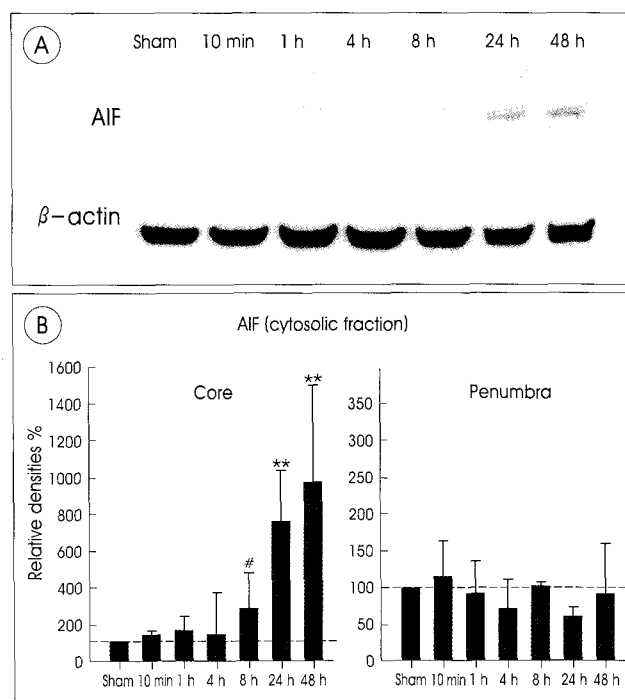 A
Sham 10 min 1 h 4 h 8 h 24 h 48 h
AIF
β-actin
B
AIF (cytosolic fraction)
Relative densities %
1600
1400
1200
1000
800
600
400
200
100
0
Core
#
**
**
Sham 10 min 1 h 4 h 8 h 24 h 48 h
Penumbra
350
300
250
200
150
100
50
0
Sham 10 min 1 h 4 h 8 h 24 h 48 h